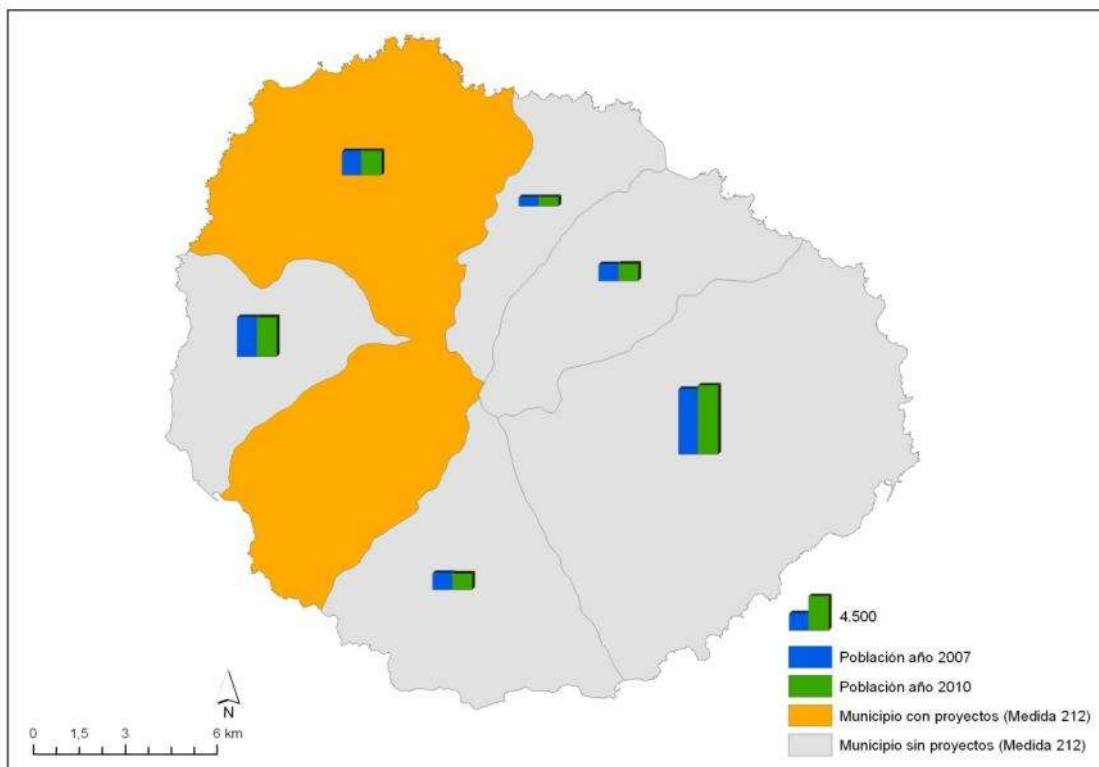 4.500
Población año 2007
Población año 2010
Municipio con proyectos (Medida 212)
Municipio sin proyectos (Medida 212)
N
0 1,5 3 6 km